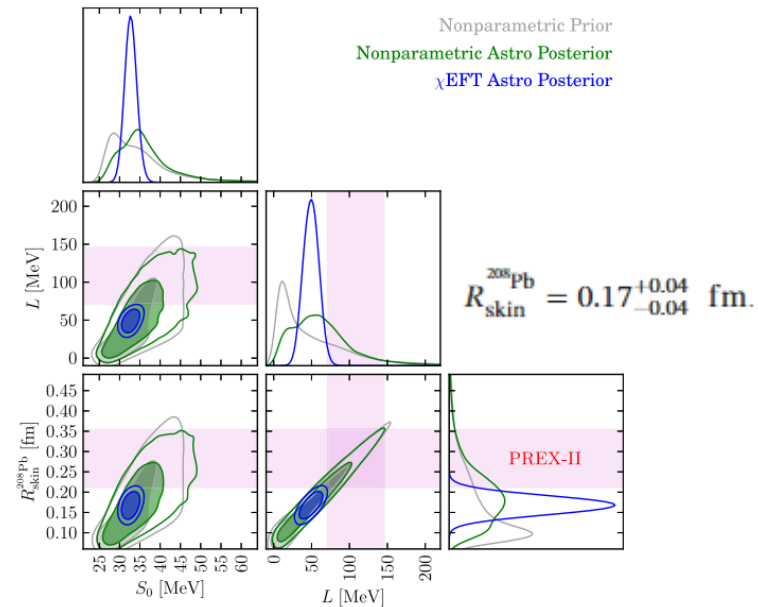 Nonparametric Prior
Nonparametric Astro Posterior
χEFT Astro Posterior
200
150
100
50
0
L [MeV]
R_skin^{208Pb} = 0.17^{+0.04}_{-0.04} fm.
0.45
0.40
0.35
0.30
0.25
0.20
0.15
0.10
R_skin^{208Pb} [fm]
PREX-II
25 30 35 40 45 50 55 60
S_0 [MeV]
0 50 100 150 200
L [MeV]